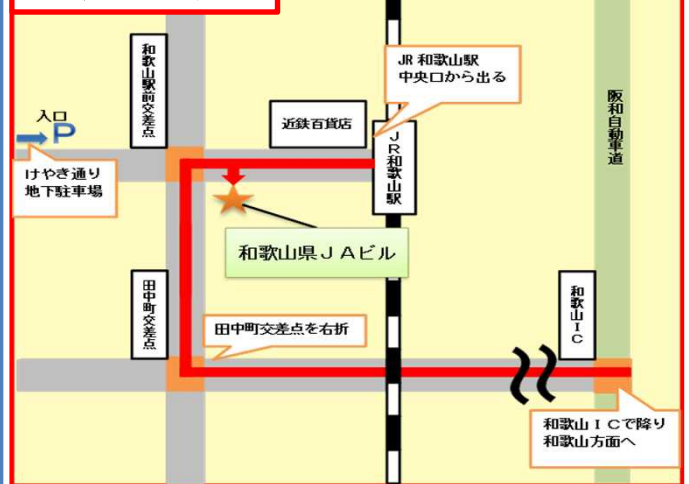 和歌山駅前交差点
JR 和歌山駅
中央口から出る
阪和自動車道
近鉄百貨店
入口
P
JR和歌山駅
けやき通り
地下駐車場
和歌山県ＪＡビル
田中町交差点
和歌山ＩＣ
田中町交差点を右折
和歌山ＩＣで降り
和歌山方面へ